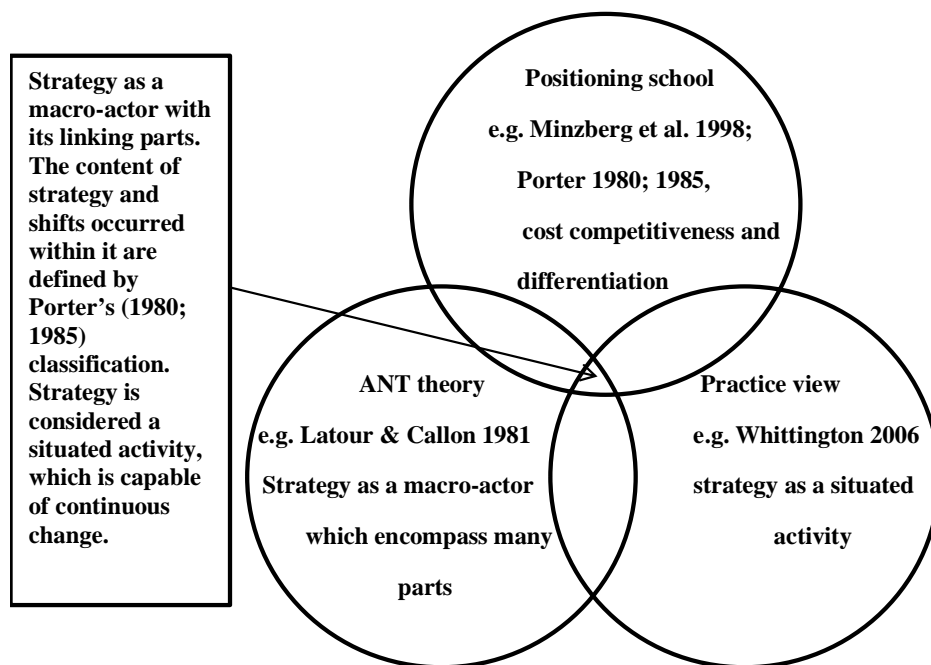 Strategy as a
macro-actor with
its linking parts.
The content of
strategy and
shifts occurred
within it are
defined by
Porter’s (1980;
1985)
classification.
Strategy is
considered a
situated activity,
which is capable
of continuous
change.
Positioning school
e.g. Minzberg et al. 1998;
Porter 1980; 1985,
cost competitiveness and
differentiation
ANT theory
e.g. Latour & Callon 1981
Strategy as a macro-actor
which encompass many
parts
Practice view
e.g. Whittington 2006
strategy as a situated
activity